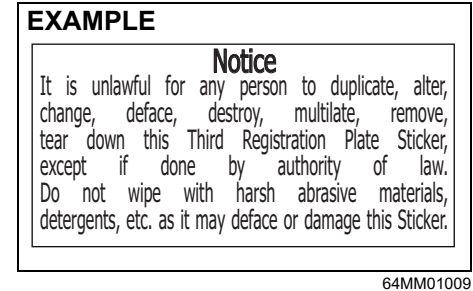 EXAMPLE
Notice
It is unlawful for any person to duplicate, alter,
change, deface, destroy, multilate, remove,
tear down this Third Registration Plate Sticker,
except if done by authority of law.
Do not wipe with harsh abrasive materials,
detergents, etc. as it may deface or damage this Sticker.
64MM01009